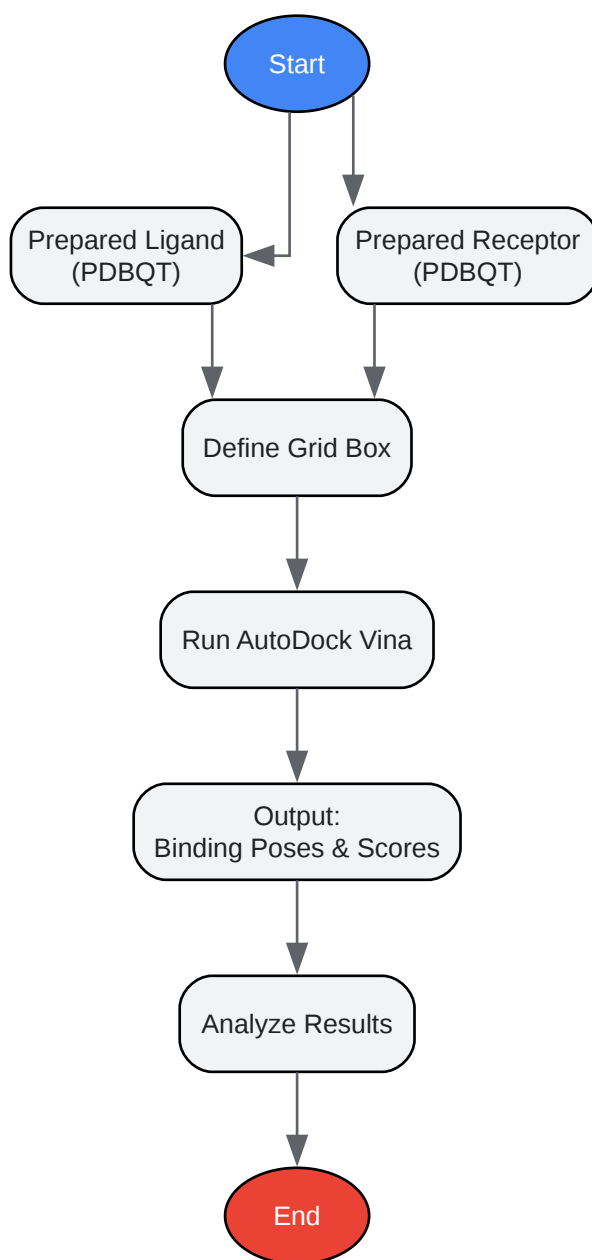 Start
Prepared Ligand
(PDBQT)
Prepared Receptor
(PDBQT)
Define Grid Box
Run AutoDock Vina
Output:
Binding Poses & Scores
Analyze Results
End